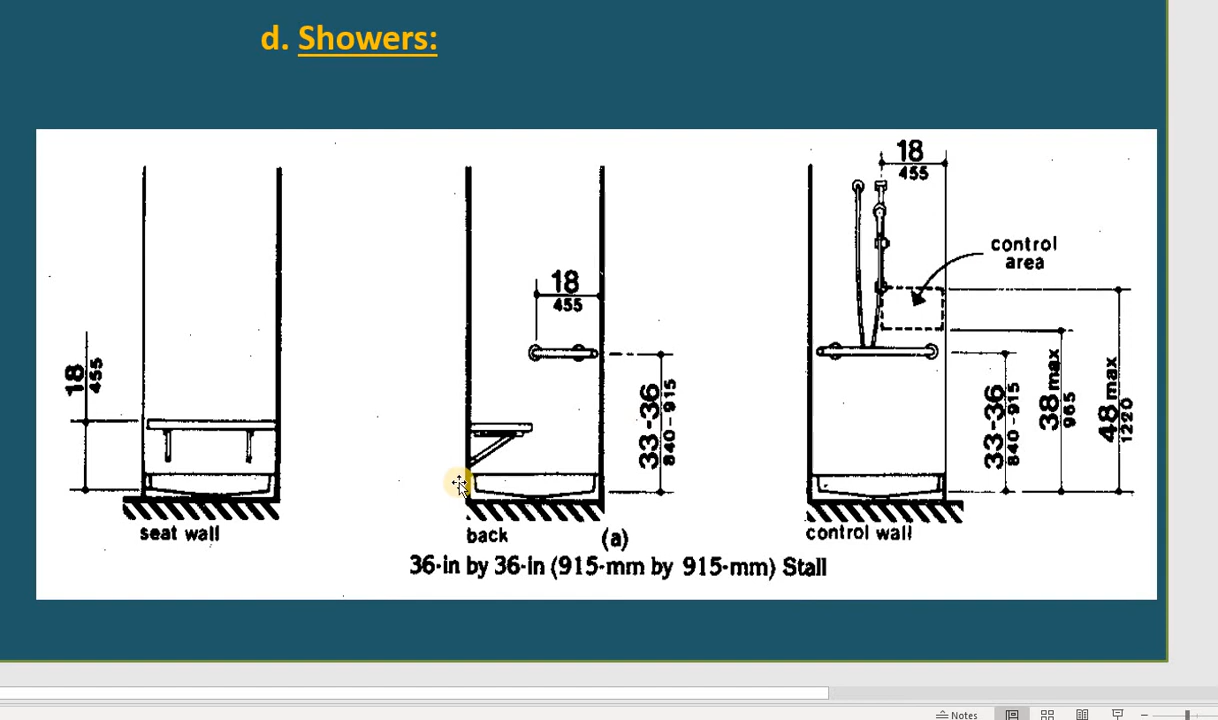 d. Showers:
18
455
18
455
control
area
18
455
33-36
840-915
33-36
840-915
38 max
965
48 max
1220
seat wall
back
(a)
control wall
36-in by 36-in (915-mm by 915-mm) Stall
Notes